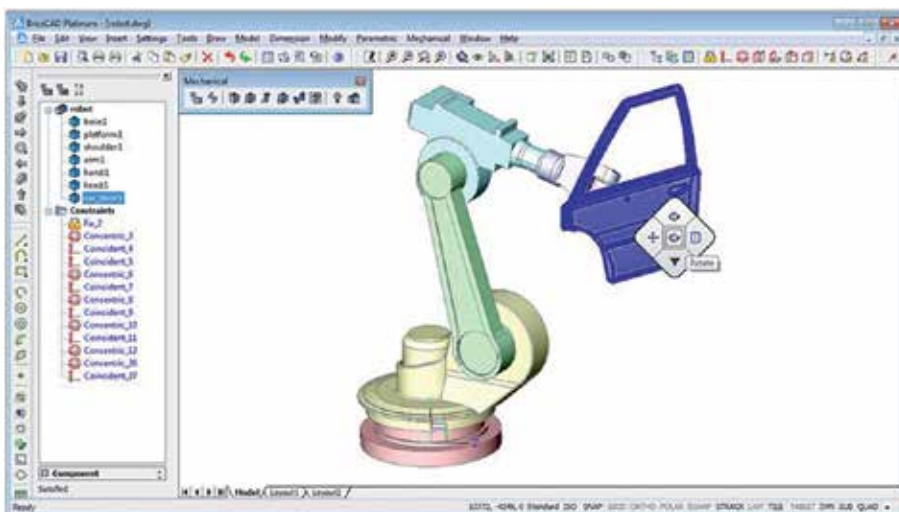 BricsCAD Platinum - [robot.dwg]
File Edit View Insert Settings Tools Draw Model Dimension Modify Parametric Mechanical Window Help
Mechanical
robot
base1
platform1
shoulder1
arm1
hand1
head1
Constraints
Fix_2
Concentric_3
Coincident_4
Concentric_5
Concentric_6
Coincident_7
Concentric_8
Coincident_9
Concentric_10
Coincident_11
Concentric_12
Coincident_37
Rotate
Component
Satisfied
Model Layout1 Layout2
Ready
Standard ISO SNAP GRID ORTHO POLAR ESNAP STRACK LWT TILE TABLET DYN SUB QUAD